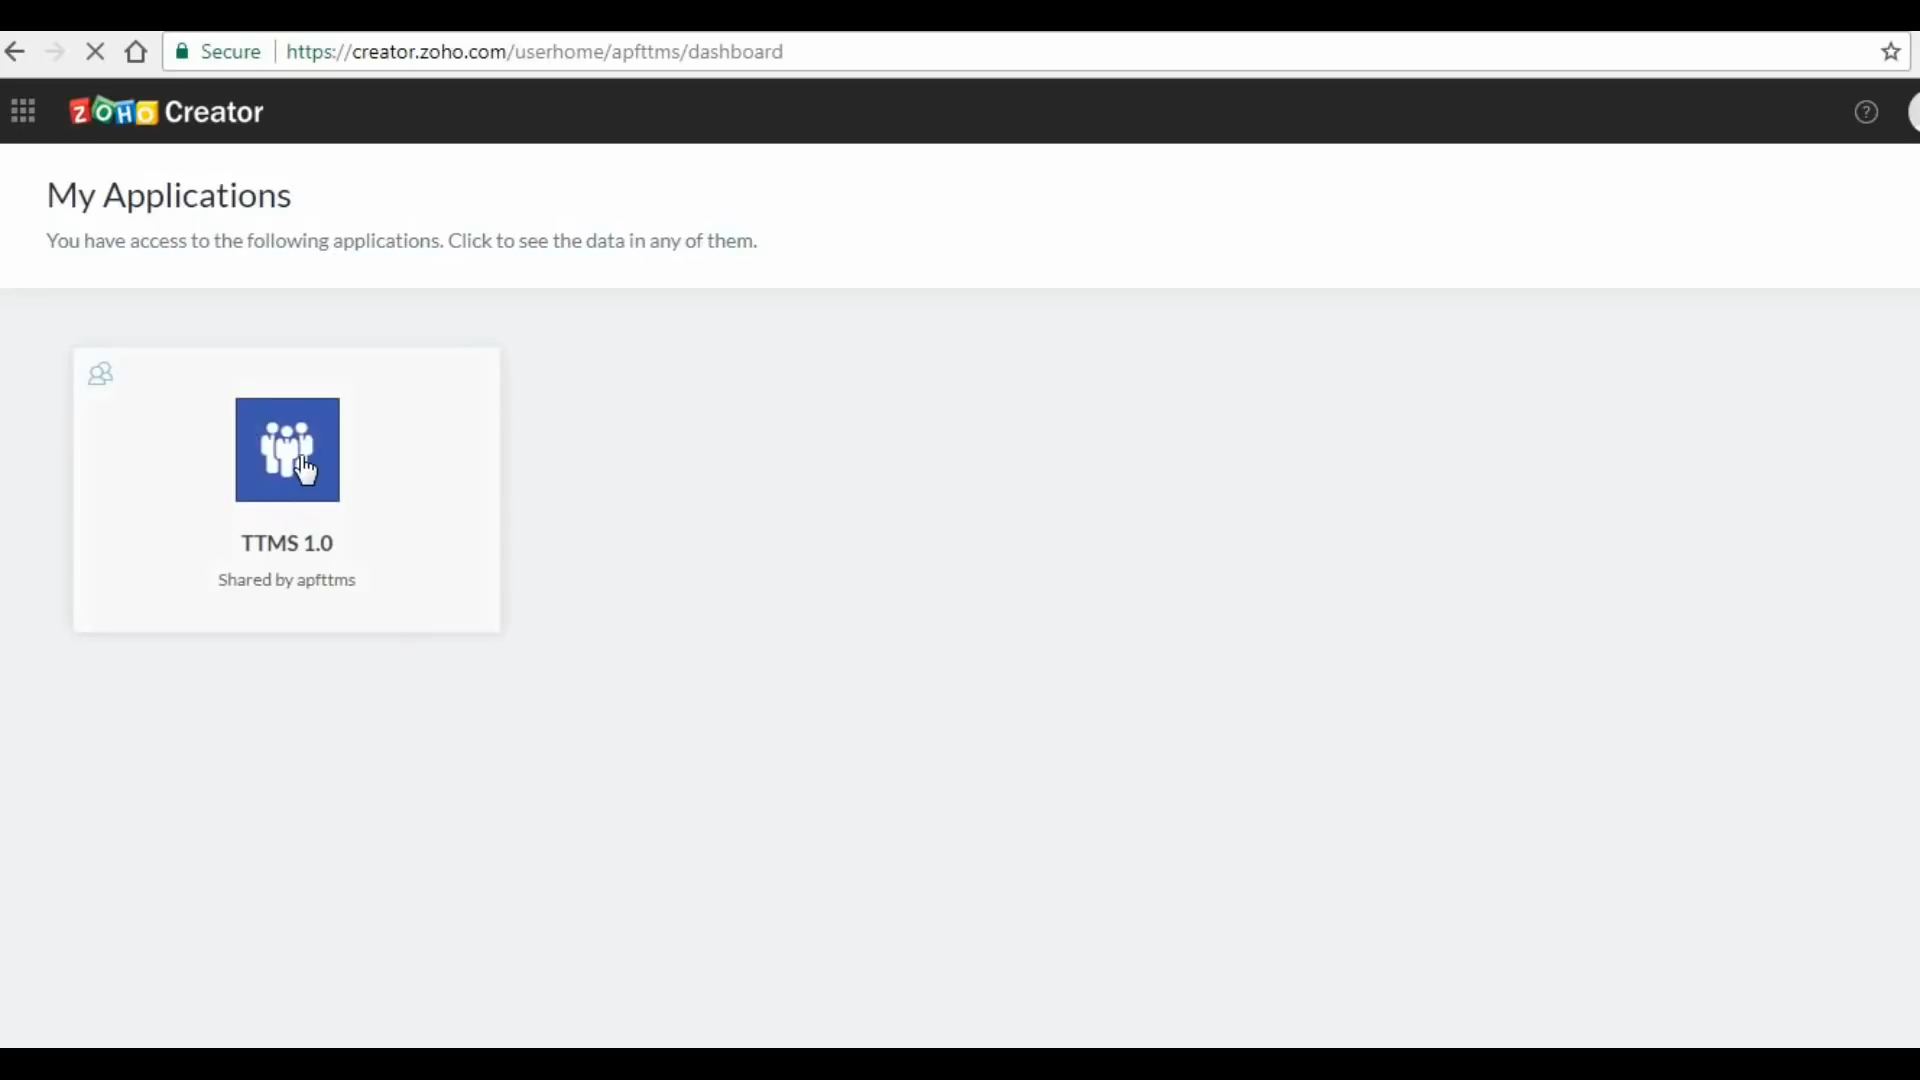 Secure https://creator.zoho.com/userhome/apfttms/dashboard
ZOHO Creator
?
My Applications
You have access to the following applications. Click to see the data in any of them.
TTMS 1.0
Shared by apfttms